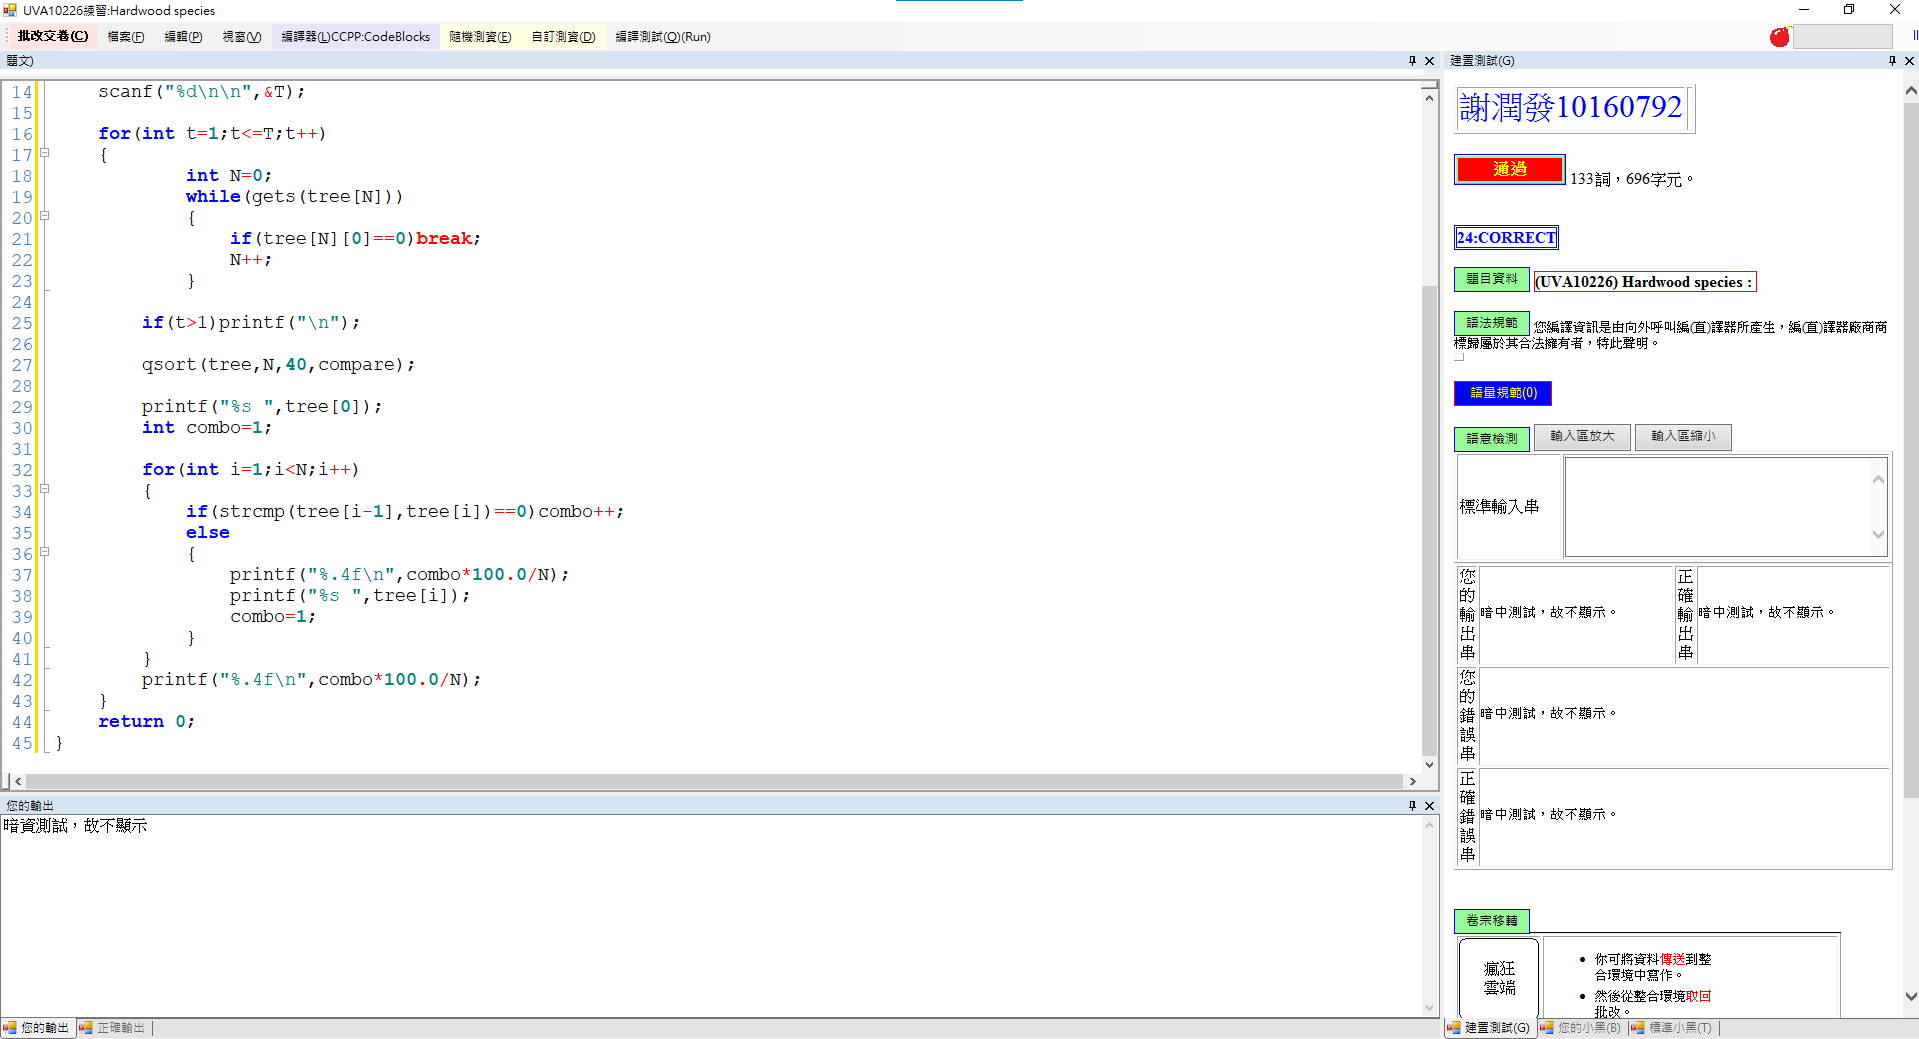 UVA10226練習:Hardwood species
批改交卷(C) 檔案(F) 編輯(P) 視窗(V) 編譯器(L)CCPP:CodeBlocks 隨機測資(E) 自訂測資(D) 編譯測試(Q)(Run)
題文)
14 scanf("%d\n\n",&T);
15
16 for(int t=1;t<=T;t++)
17 {
18 int N=0;
19 while(gets(tree[N]))
20 {
21 if(tree[N][0]==0)break;
22 N++;
23 }
24
25 if(t>1)printf("\n");
26
27 qsort(tree,N,40,compare);
28
29 printf("%s ",tree[0]);
30 int combo=1;
31
32 for(int i=1;i<N;i++)
33 {
34 if(strcmp(tree[i-1],tree[i])==0)combo++;
35 else
36 {
37 printf("%.4f\n",combo*100.0/N);
38 printf("%s ",tree[i]);
39 combo=1;
40 }
41 }
42 printf("%.4f\n",combo*100.0/N);
43 }
44 return 0;
45 }
您的輸出
暗資測試，故不顯示
您的輸出 正確輸出
建置測試(G)
謝潤發10160792
通過 133詞，696字元。
24:CORRECT
題目資料 (UVA10226) Hardwood species :
語法規範 您編譯資訊是由向外呼叫編(直)譯器所產生，編(直)譯器廠商商
標歸屬於其合法擁有者，特此聲明。
語量規範(0)
語意檢測 輸入區放大 輸入區縮小
標準輸入串
您的輸出串 暗中測試，故不顯示。 正確輸出串 暗中測試，故不顯示。
您的錯誤串 暗中測試，故不顯示。
正確錯誤串 暗中測試，故不顯示。
卷宗移轉
瘋狂
雲端
你可將資料傳送到整
合環境中寫作。
然後從整合環境取回
批改。
建置測試(G) 您的小黑(B) 標準小黑(T)